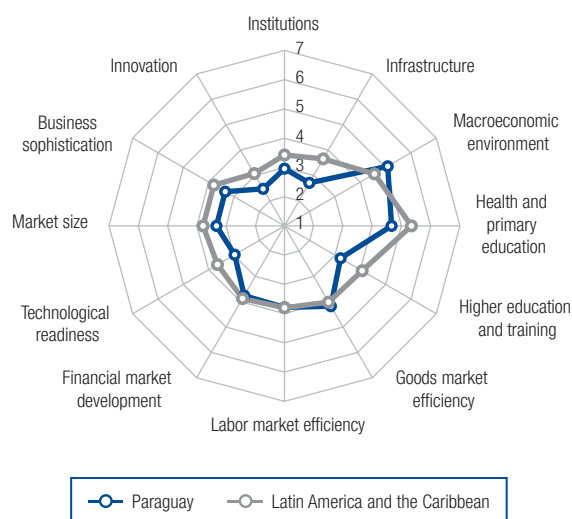 Institutions
7
6
5
4
3
2
1
Infrastructure
Macroeconomic
environment
Health and
primary
education
Higher education
and training
Goods market
efficiency
Labor market efficiency
Financial market
development
Technological
readiness
Market size
Business
sophistication
Innovation
Paraguay
Latin America and the Caribbean